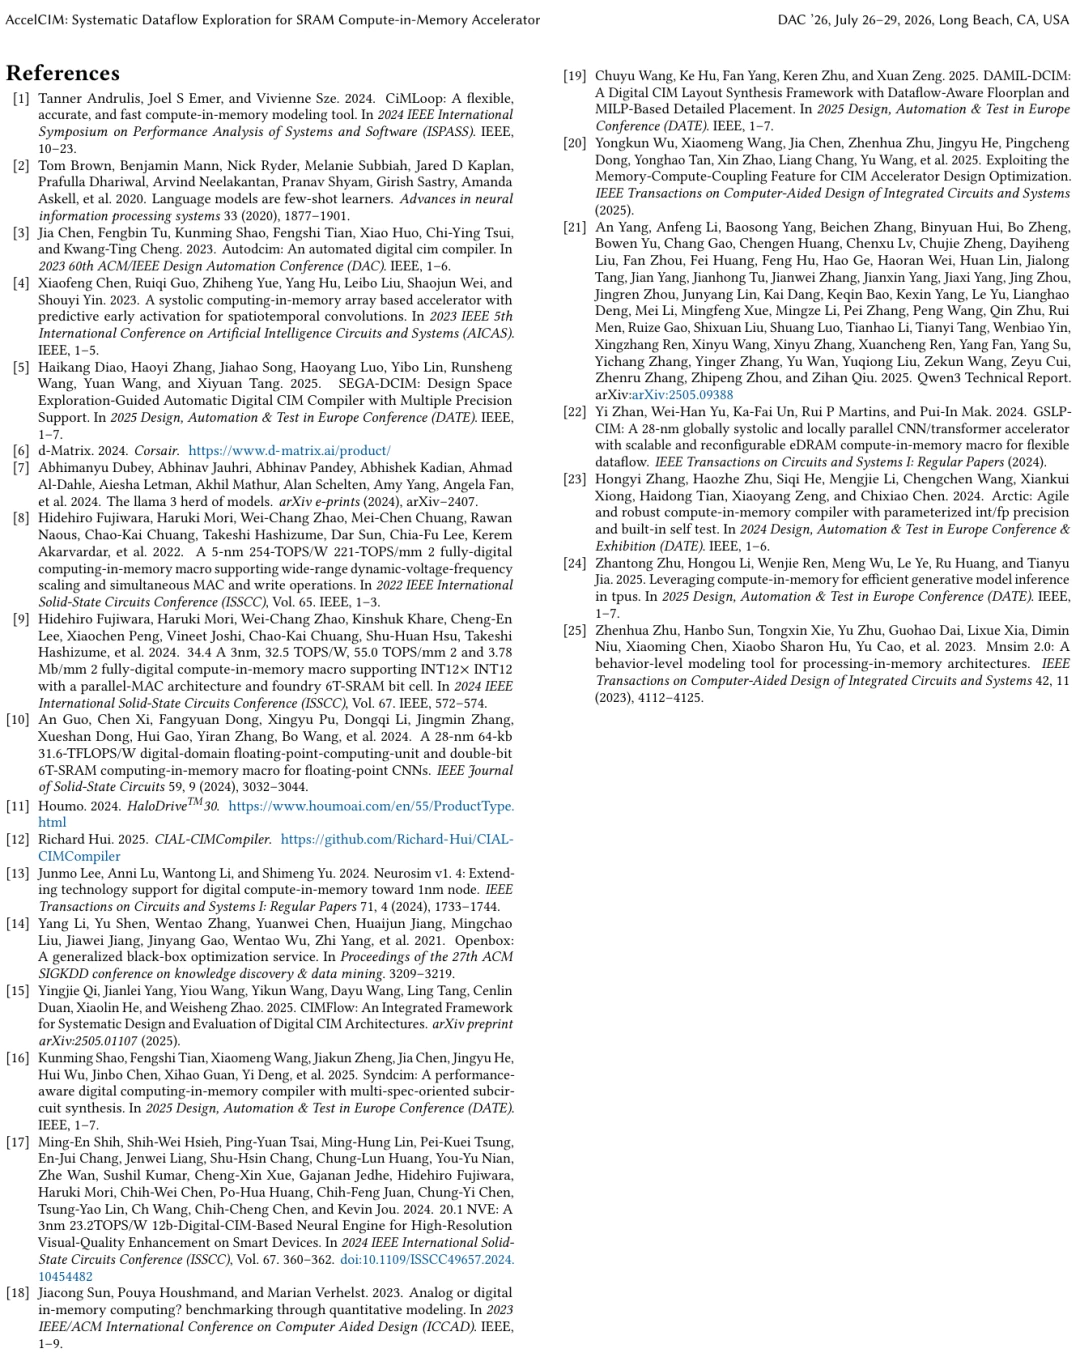 AccelCIM: Systematic Dataflow Exploration for SRAM Compute-in-Memory Accelerator
DAC '26, July 26–29, 2026, Long Beach, CA, USA
References
[1] Tanner Andrulis, Joel S Emer, and Vivienne Sze. 2024. CiMLoop: A flexible,
accurate, and fast compute-in-memory modeling tool. In 2024 IEEE International
Symposium on Performance Analysis of Systems and Software (ISPASS). IEEE,
10–23.
[2] Tom Brown, Benjamin Mann, Nick Ryder, Melanie Subbiah, Jared D Kaplan,
Prafulla Dhariwal, Arvind Neelakantan, Pranav Shyam, Girish Sastry, Amanda
Askell, et al. 2020. Language models are few-shot learners. Advances in neural
information processing systems 33 (2020), 1877–1901.
[3] Jia Chen, Fengbin Tu, Kunming Shao, Fengshi Tian, Xiao Huo, Chi-Ying Tsui,
and Kwang-Ting Cheng. 2023. Autodcim: An automated digital cim compiler. In
2023 60th ACM/IEEE Design Automation Conference (DAC). IEEE, 1–6.
[4] Xiaofeng Chen, Ruiqi Guo, Zhiheng Yue, Yang Hu, Leibo Liu, Shaojun Wei, and
Shouyi Yin. 2023. A systolic computing-in-memory array based accelerator with
predictive early activation for spatiotemporal convolutions. In 2023 IEEE 5th
International Conference on Artificial Intelligence Circuits and Systems (AICAS).
IEEE, 1–5.
[5] Haikang Diao, Haoyi Zhang, Jiahao Song, Haoyang Luo, Yibo Lin, Runsheng
Wang, Yuan Wang, and Xiyuan Tang. 2025. SEGA-DCIM: Design Space
Exploration-Guided Automatic Digital CIM Compiler with Multiple Precision
Support. In 2025 Design, Automation & Test in Europe Conference (DATE). IEEE,
1–7.
[6] d-Matrix. 2024. Corsair. https://www.d-matrix.ai/product/
[7] Abhimanyu Dubey, Abhinav Jauhri, Abhinav Pandey, Abhishek Kadian, Ahmad
Al-Dahle, Aiesha Letman, Akhil Mathur, Alan Schelten, Amy Yang, Angela Fan,
et al. 2024. The llama 3 herd of models. arXiv e-prints (2024), arXiv–2407.
[8] Hidehiro Fujiwara, Haruki Mori, Wei-Chang Zhao, Mei-Chen Chuang, Rawan
Naous, Chao-Kai Chuang, Takeshi Hashizume, Dar Sun, Chia-Fu Lee, Kerem
Akarvardar, et al. 2022. A 5-nm 254-TOPS/W 221-TOPS/mm 2 fully-digital
computing-in-memory macro supporting wide-range dynamic-voltage-frequency
scaling and simultaneous MAC and write operations. In 2022 IEEE International
Solid-State Circuits Conference (ISSCC), Vol. 65. IEEE, 1–3.
[9] Hidehiro Fujiwara, Haruki Mori, Wei-Chang Zhao, Kinshuk Khare, Cheng-En
Lee, Xiaochen Peng, Vineet Joshi, Chao-Kai Chuang, Shu-Huan Hsu, Takeshi
Hashizume, et al. 2024. 34.4 A 3nm, 32.5 TOPS/W, 55.0 TOPS/mm 2 and 3.78
Mb/mm 2 fully-digital compute-in-memory macro supporting INT12× INT12
with a parallel-MAC architecture and foundry 6T-SRAM bit cell. In 2024 IEEE
International Solid-State Circuits Conference (ISSCC), Vol. 67. IEEE, 572–574.
[10] An Guo, Chen Xi, Fangyuan Dong, Xingyu Pu, Dongqi Li, Jingmin Zhang,
Xueshan Dong, Hui Gao, Yiran Zhang, Bo Wang, et al. 2024. A 28-nm 64-kb
31.6-TFLOPS/W digital-domain floating-point-computing-unit and double-bit
6T-SRAM computing-in-memory macro for floating-point CNNs. IEEE Journal
of Solid-State Circuits 59, 9 (2024), 3032–3044.
[11] Houmo. 2024. HaloDriveTM30. https://www.houmoai.com/en/55/ProductType.
html
[12] Richard Hui. 2025. CIAL-CIMCompiler. https://github.com/Richard-Hui/CIAL-
CIMCompiler
[13] Junmo Lee, Anni Lu, Wantong Li, and Shimeng Yu. 2024. Neurosim v1. 4: Extend-
ing technology support for digital compute-in-memory toward 1nm node. IEEE
Transactions on Circuits and Systems I: Regular Papers 71, 4 (2024), 1733–1744.
[14] Yang Li, Yu Shen, Wentao Zhang, Yuanwei Chen, Huaijun Jiang, Mingchao
Liu, Jiawei Jiang, Jinyang Gao, Wentao Wu, Zhi Yang, et al. 2021. Openbox:
A generalized black-box optimization service. In Proceedings of the 27th ACM
SIGKDD conference on knowledge discovery & data mining. 3209–3219.
[15] Yingjie Qi, Jianlei Yang, Yiou Wang, Yikun Wang, Dayu Wang, Ling Tang, Cenlin
Duan, Xiaolin He, and Weisheng Zhao. 2025. CIMFlow: An Integrated Framework
for Systematic Design and Evaluation of Digital CIM Architectures. arXiv preprint
arXiv:2505.01107 (2025).
[16] Kunming Shao, Fengshi Tian, Xiaomeng Wang, Jiakun Zheng, Jia Chen, Jingyu He,
Hui Wu, Jinbo Chen, Xihao Guan, Yi Deng, et al. 2025. Syndcim: A performance-
aware digital computing-in-memory compiler with multi-spec-oriented subcir-
cuit synthesis. In 2025 Design, Automation & Test in Europe Conference (DATE).
IEEE, 1–7.
[17] Ming-En Shih, Shih-Wei Hsieh, Ping-Yuan Tsai, Ming-Hung Lin, Pei-Kuei Tsung,
En-Jui Chang, Jenwei Liang, Shu-Hsin Chang, Chung-Lun Huang, You-Yu Nian,
Zhe Wan, Sushil Kumar, Cheng-Xin Xue, Gajanan Jedhe, Hidehiro Fujiwara,
Haruki Mori, Chih-Wei Chen, Po-Hua Huang, Chih-Feng Juan, Chung-Yi Chen,
Tsung-Yao Lin, Ch Wang, Chih-Cheng Chen, and Kevin Jou. 2024. 20.1 NVE: A
3nm 23.2TOPS/W 12b-Digital-CIM-Based Neural Engine for High-Resolution
Visual-Quality Enhancement on Smart Devices. In 2024 IEEE International Solid-
State Circuits Conference (ISSCC), Vol. 67. 360–362. doi:10.1109/ISSCC49657.2024.
10454482
[18] Jiacong Sun, Pouya Houshmand, and Marian Verhelst. 2023. Analog or digital
in-memory computing? benchmarking through quantitative modeling. In 2023
IEEE/ACM International Conference on Computer Aided Design (ICCAD). IEEE,
1–9.
[19] Chuyu Wang, Ke Hu, Fan Yang, Keren Zhu, and Xuan Zeng. 2025. DAMIL-DCIM:
A Digital CIM Layout Synthesis Framework with Dataflow-Aware Floorplan and
MILP-Based Detailed Placement. In 2025 Design, Automation & Test in Europe
Conference (DATE). IEEE, 1–7.
[20] Yongkun Wu, Xiaomeng Wang, Jia Chen, Zhenhua Zhu, Jingyu He, Pingcheng
Dong, Yonghao Tan, Xin Zhao, Liang Chang, Yu Wang, et al. 2025. Exploiting the
Memory-Compute-Coupling Feature for CIM Accelerator Design Optimization.
IEEE Transactions on Computer-Aided Design of Integrated Circuits and Systems
(2025).
[21] An Yang, Anfeng Li, Baosong Yang, Beichen Zhang, Binyuan Hui, Bo Zheng,
Bowen Yu, Chang Gao, Chengen Huang, Chenxu Lv, Chujie Zheng, Dayiheng
Liu, Fan Zhou, Fei Huang, Feng Hu, Hao Ge, Haoran Wei, Huan Lin, Jialong
Tang, Jian Yang, Jianhong Tu, Jianwei Zhang, Jianxin Yang, Jiaxi Yang, Jing Zhou,
Jingren Zhou, Junyang Lin, Kai Dang, Keqin Bao, Kexin Yang, Le Yu, Lianghao
Deng, Mei Li, Mingfeng Xue, Mingze Li, Pei Zhang, Peng Wang, Qin Zhu, Rui
Men, Ruize Gao, Shixuan Liu, Shuang Luo, Tianhao Li, Tianyi Tang, Wenbiao Yin,
Xingzhang Ren, Xinyu Wang, Xinyu Zhang, Xuancheng Ren, Yang Fan, Yang Su,
Yichang Zhang, Yinger Zhang, Yu Wan, Yuqiong Liu, Zekun Wang, Zeyu Cui,
Zhenru Zhang, Zhipeng Zhou, and Zihan Qiu. 2025. Qwen3 Technical Report.
arXiv:arXiv:2505.09388
[22] Yi Zhan, Wei-Han Yu, Ka-Fai Un, Rui P Martins, and Pui-In Mak. 2024. GSLP-
CIM: A 28-nm globally systolic and locally parallel CNN/transformer accelerator
with scalable and reconfigurable eDRAM compute-in-memory macro for flexible
dataflow. IEEE Transactions on Circuits and Systems I: Regular Papers (2024).
[23] Hongyi Zhang, Haozhe Zhu, Siqi He, Mengjie Li, Chengchen Wang, Xiankui
Xiong, Haidong Tian, Xiaoyang Zeng, and Chixiao Chen. 2024. Arctic: Agile
and robust compute-in-memory compiler with parameterized int/fp precision
and built-in self test. In 2024 Design, Automation & Test in Europe Conference &
Exhibition (DATE). IEEE, 1–6.
[24] Zhantong Zhu, Hongou Li, Wenjie Ren, Meng Wu, Le Ye, Ru Huang, and Tianyu
Jia. 2025. Leveraging compute-in-memory for efficient generative model inference
in tpus. In 2025 Design, Automation & Test in Europe Conference (DATE). IEEE,
1–7.
[25] Zhenhua Zhu, Hanbo Sun, Tongxin Xie, Yu Zhu, Guohao Dai, Lixue Xia, Dimin
Niu, Xiaoming Chen, Xiaobo Sharon Hu, Yu Cao, et al. 2023. Mnsim 2.0: A
behavior-level modeling tool for processing-in-memory architectures. IEEE
Transactions on Computer-Aided Design of Integrated Circuits and Systems 42, 11
(2023), 4112–4125.